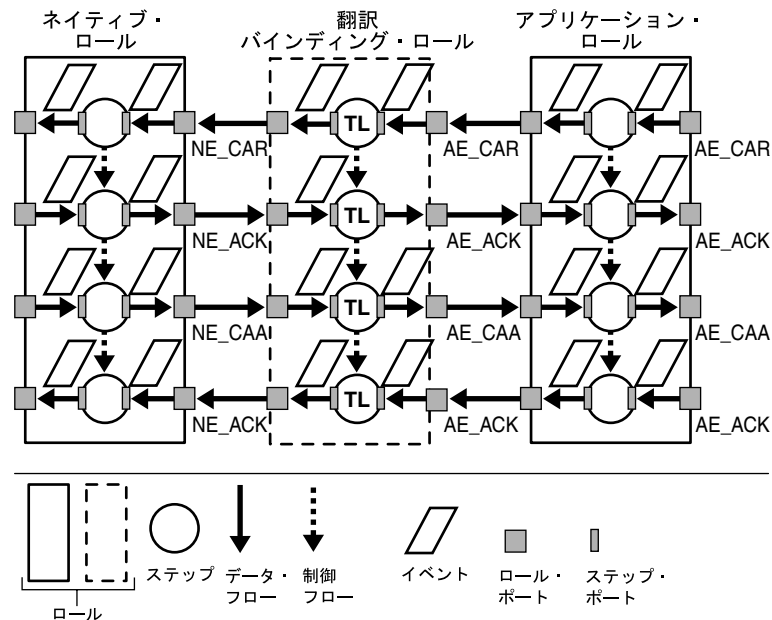 ネイティブ・
ロール
翻訳
バインディング・ロール
アプリケーション・
ロール
TL
NE_CAR
AE_CAR
AE_CAR
TL
NE_ACK
AE_ACK
AE_ACK
TL
NE_CAA
AE_CAA
AE_CAA
TL
NE_ACK
AE_ACK
AE_ACK
ロール
ステップ
データ・
フロー
制御
フロー
イベント
ロール・
ポート
ステップ・
ポート